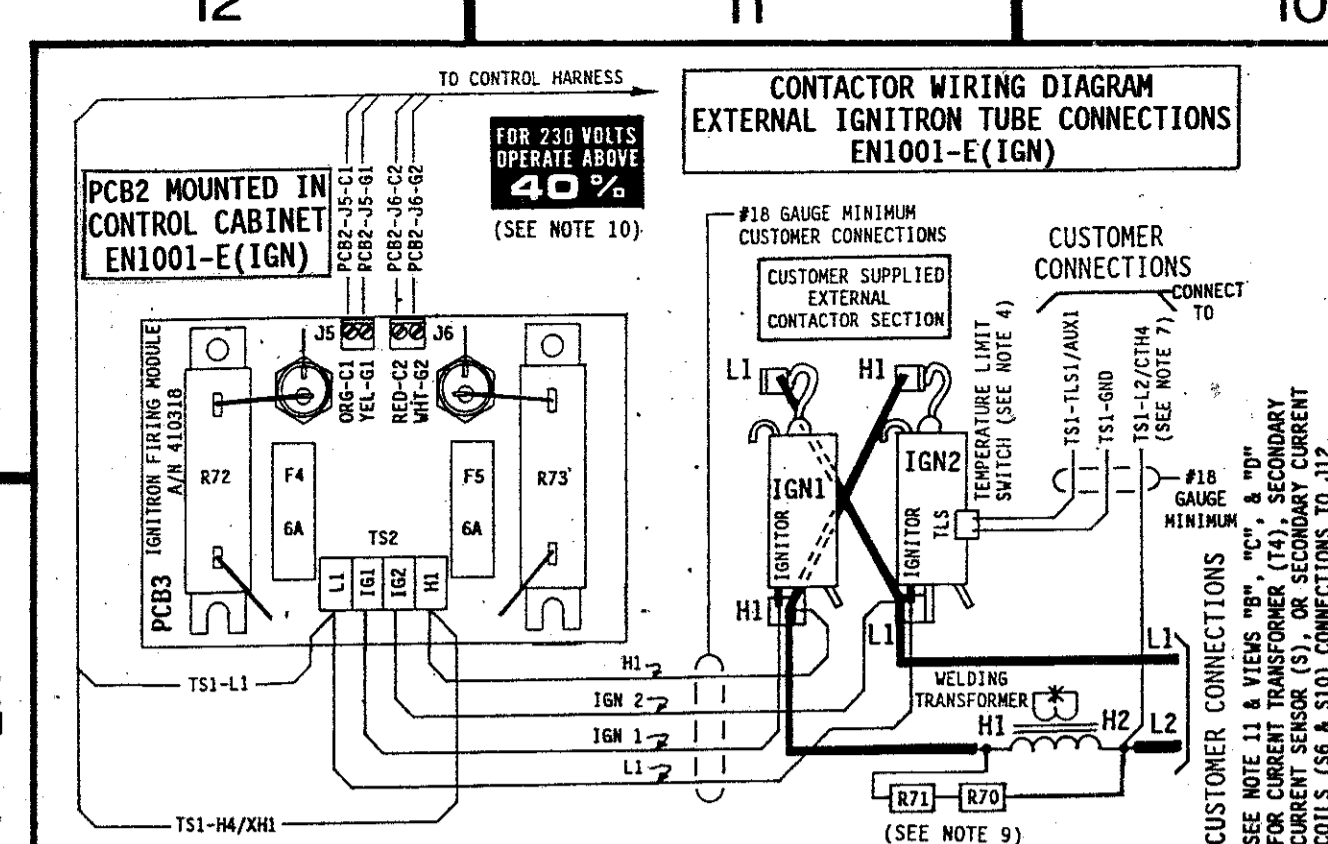 12
11
10
TO CONTROL HARNESS
CONTACTOR WIRING DIAGRAM
EXTERNAL IGNITRON TUBE CONNECTIONS
EN1001-E(IGN)
FOR 230 VOLTS
OPERATE ABOVE
40 %
(SEE NOTE 10)
PCB2 MOUNTED IN
CONTROL CABINET
EN1001-E(IGN)
PCB2-J5-C1
PCB2-J5-G1
PCB2-J6-C2
PCB2-J6-G2
#18 GAUGE MINIMUM
CUSTOMER CONNECTIONS
CUSTOMER SUPPLIED
EXTERNAL
CONTACTOR SECTION
CUSTOMER
CONNECTIONS
CONNECT
TO
TS1-TLS1/AUX1
TS1-GND
TS1-L2/CTH4
(SEE NOTE 7)
#18
GAUGE
MINIMUM
TEMPERATURE LIMIT
SWITCH (SEE NOTE 4)
IGNITRON FIRING MODULE
A/N 410318
PCB3
J5
J6
ORG-C1
YEL-G1
RED-C2
WHT-G2
R72
F4
6A
F5
6A
R73
TS2
L1
IG1
IG2
H1
L1
H1
IGN1
IGNITOR
IGN2
IGNITOR
TLS
H1
L1
TS1-L1
TS1-H4/XH1
H1
IGN 2
IGN 1
L1
WELDING
TRANSFORMER
H1
H2
L1
L2
R71
R70
(SEE NOTE 9)
CUSTOMER CONNECTIONS
SEE NOTE 11 & VIEWS "B", "C", & "D"
FOR CURRENT TRANSFORMER (T4), SECONDARY
CURRENT SENSOR (S), OR SECONDARY CURRENT
COILS (S6 & S10) CONNECTIONS TO J12